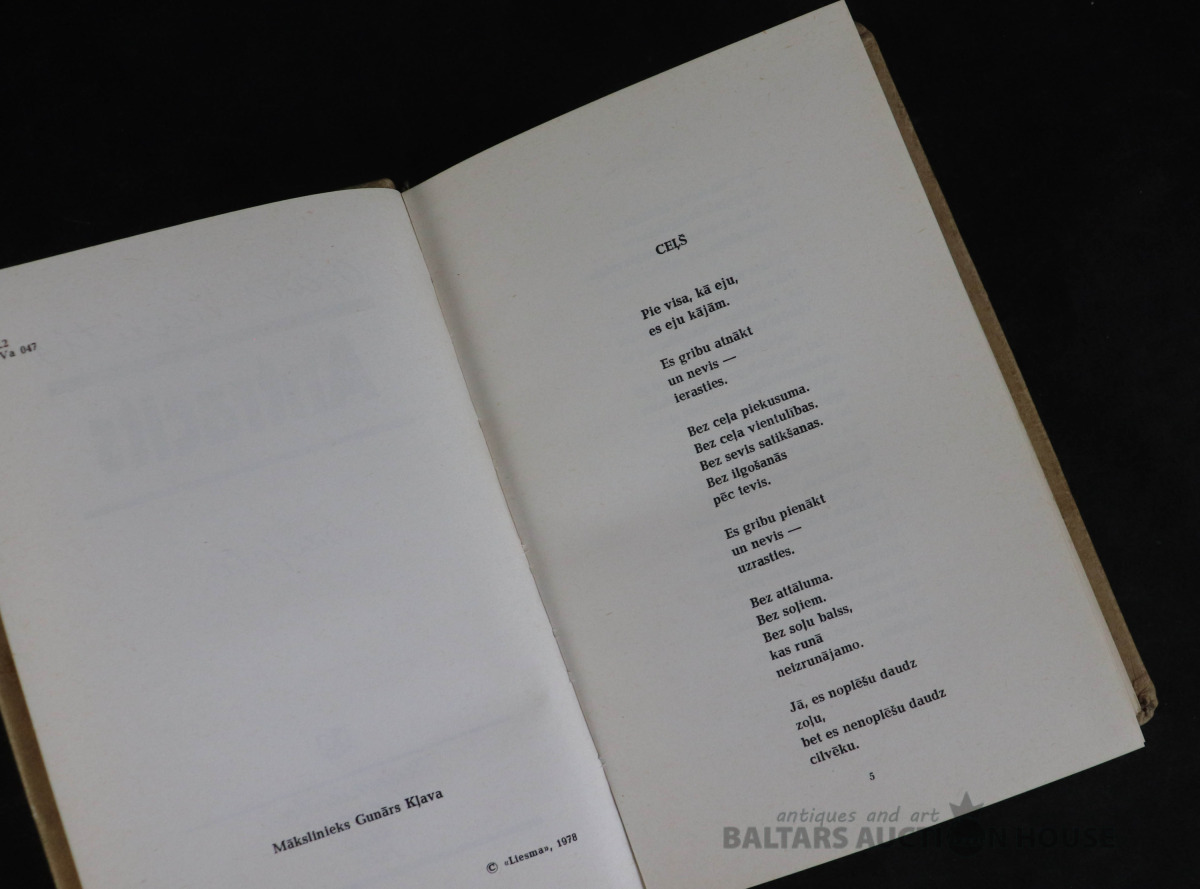 .2
Va 047
Mākslinieks Gunārs Kļava
© «Liesma», 1978
CEĻŠ
Pie visa, kā eju,
es eju kājām.
Es gribu atnākt
un nevis —
ierasties.
Bez ceļa piekusuma.
Bez ceļa vientulības.
Bez sevis satikšanas.
Bez ilgošanās
pēc tevis.
Es gribu pienākt
un nevis —
uzrasties.
Bez attāluma.
Bez soļiem.
Bez soļu balss,
kas runā
neizrunājamo.
Jā, es noplēšu daudz
zoļu,
bet es nenoplēšu daudz
cilvēku.
5
antiques and art
BALTARS AUCTION HOUSE